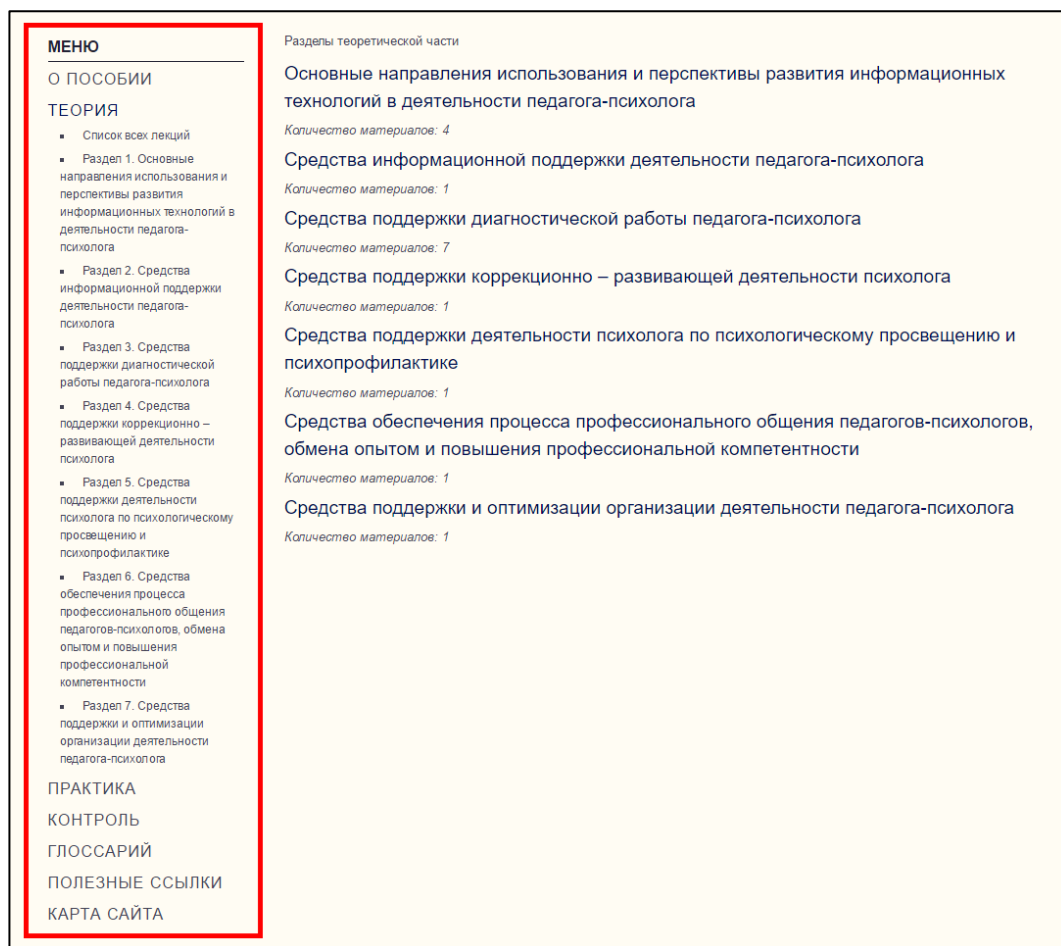 МЕНЮ
О ПОСОБИИ
ТЕОРИЯ
▪ Список всех лекций
▪ Раздел 1. Основные
направления использования и
перспективы развития
информационных технологий в
деятельности педагога-
психолога
▪ Раздел 2. Средства
информационной поддержки
деятельности педагога-
психолога
▪ Раздел 3. Средства
поддержки диагностической
работы педагога-психолога
▪ Раздел 4. Средства
поддержки коррекционно –
развивающей деятельности
психолога
▪ Раздел 5. Средства
поддержки деятельности
психолога по психологическому
просвещению и
психопрофилактике
▪ Раздел 6. Средства
обеспечения процесса
профессионального общения
педагогов-психологов, обмена
опытом и повышения
профессиональной
компетентности
▪ Раздел 7. Средства
поддержки и оптимизации
организации деятельности
педагога-психолога
ПРАКТИКА
КОНТРОЛЬ
ГЛОССАРИЙ
ПОЛЕЗНЫЕ ССЫЛКИ
КАРТА САЙТА
Разделы теоретической части
Основные направления использования и перспективы развития информационных
технологий в деятельности педагога-психолога
Количество материалов: 4
Средства информационной поддержки деятельности педагога-психолога
Количество материалов: 1
Средства поддержки диагностической работы педагога-психолога
Количество материалов: 7
Средства поддержки коррекционно – развивающей деятельности психолога
Количество материалов: 1
Средства поддержки деятельности психолога по психологическому просвещению и
психопрофилактике
Количество материалов: 1
Средства обеспечения процесса профессионального общения педагогов-психологов,
обмена опытом и повышения профессиональной компетентности
Количество материалов: 1
Средства поддержки и оптимизации организации деятельности педагога-психолога
Количество материалов: 1